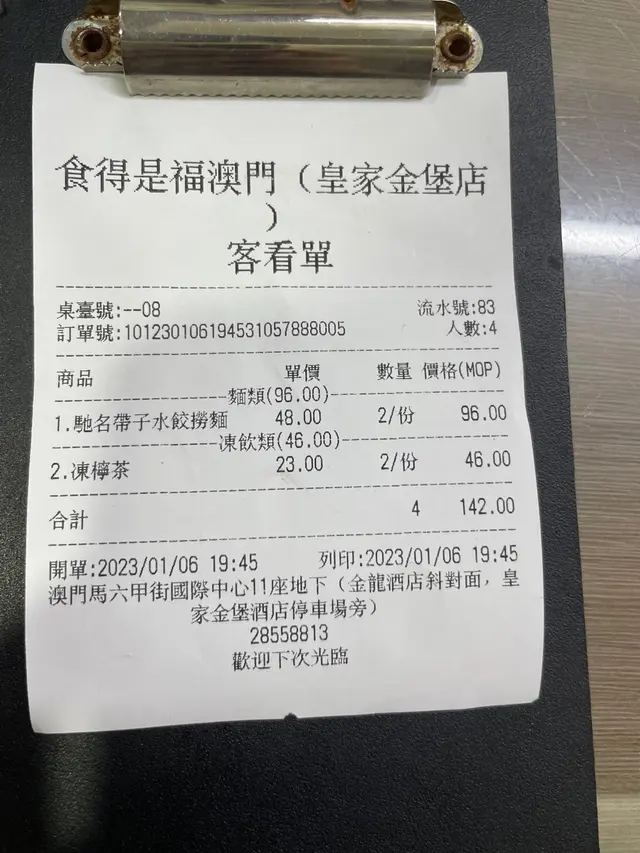 食得是福澳門（皇家金堡店
）
客看單
桌臺號:--08 流水號:83
訂單號:101230106194531057888005 人數:4
商品 單價 數量 價格(MOP)
麵類(96.00)
1.馳名帶子水餃撈麵 48.00 2/份 96.00
凍飲類(46.00)
2.凍檸茶 23.00 2/份 46.00
合計 4 142.00
開單:2023/01/06 19:45 列印:2023/01/06 19:45
澳門馬六甲街國際中心11座地下（金龍酒店斜對面，皇
家金堡酒店停車場旁）
28558813
歡迎下次光臨